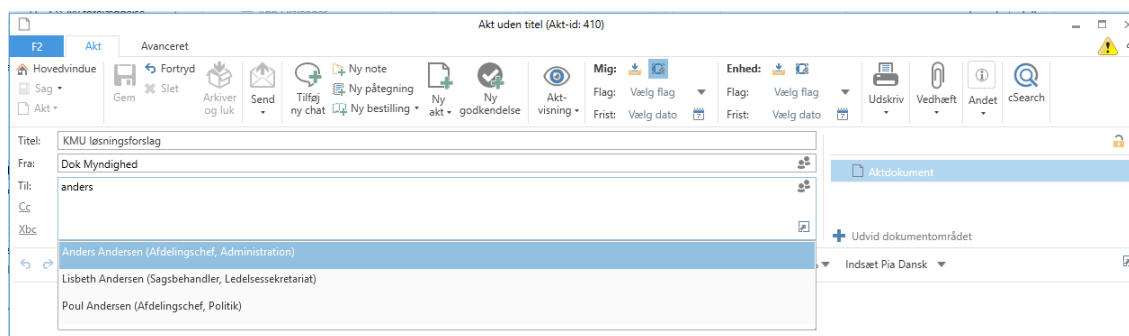 Akt uden titel (Akt-id: 410)
F2 Akt Avanceret
Hovedvindue
Sag
Akt
Gem
Fortryd
Slet
Arkiver
og luk
Send
Tilføj
ny chat
Ny note
Ny påtegning
Ny bestilling
Ny
akt
Ny
godkendelse
Akt-
visning
Mig:
Flag: Vælg flag
Frist: Vælg dato
Enhed:
Flag: Vælg flag
Frist: Vælg dato
Udskriv
Vedhæft
Andet
cSearch
Titel: KMU løsningsforslag
Fra: Dok Myndighed
Til: anders
Cc
Xbc
Anders Andersen (Afdelingschef, Administration)
Lisbeth Andersen (Sagsbehandler, Ledelsessekretariat)
Poul Andersen (Afdelingschef, Politik)
Aktdokument
Udvid dokumentområdet
Indsæt Pia Dansk